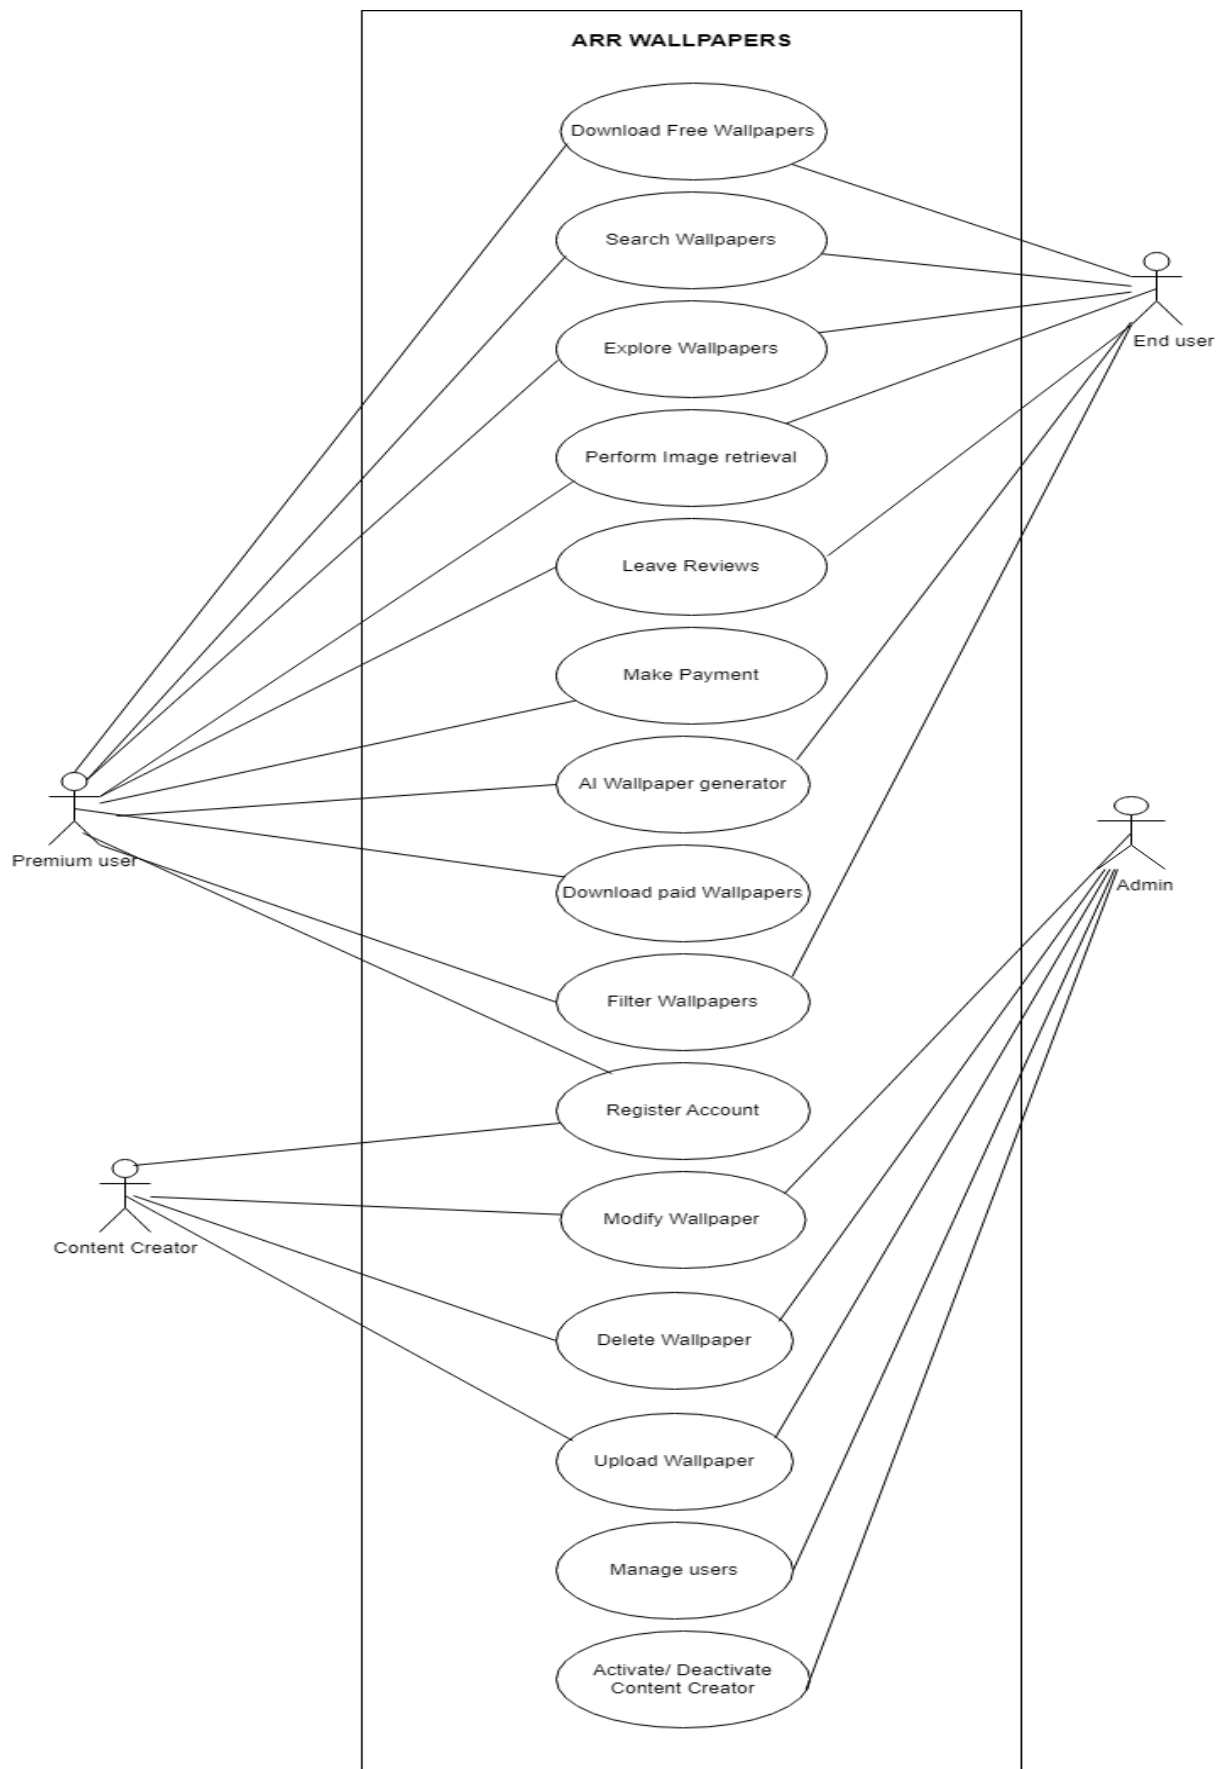 ARR WALLPAPERS
Download Free Wallpapers
Search Wallpapers
Explore Wallpapers
End user
Perform Image retrieval
Leave Reviews
Make Payment
AI Wallpaper generator
Premium user
Admin
Download paid Wallpapers
Filter Wallpapers
Register Account
Modify Wallpaper
Content Creator
Delete Wallpaper
Upload Wallpaper
Manage users
Activate/ Deactivate
Content Creator